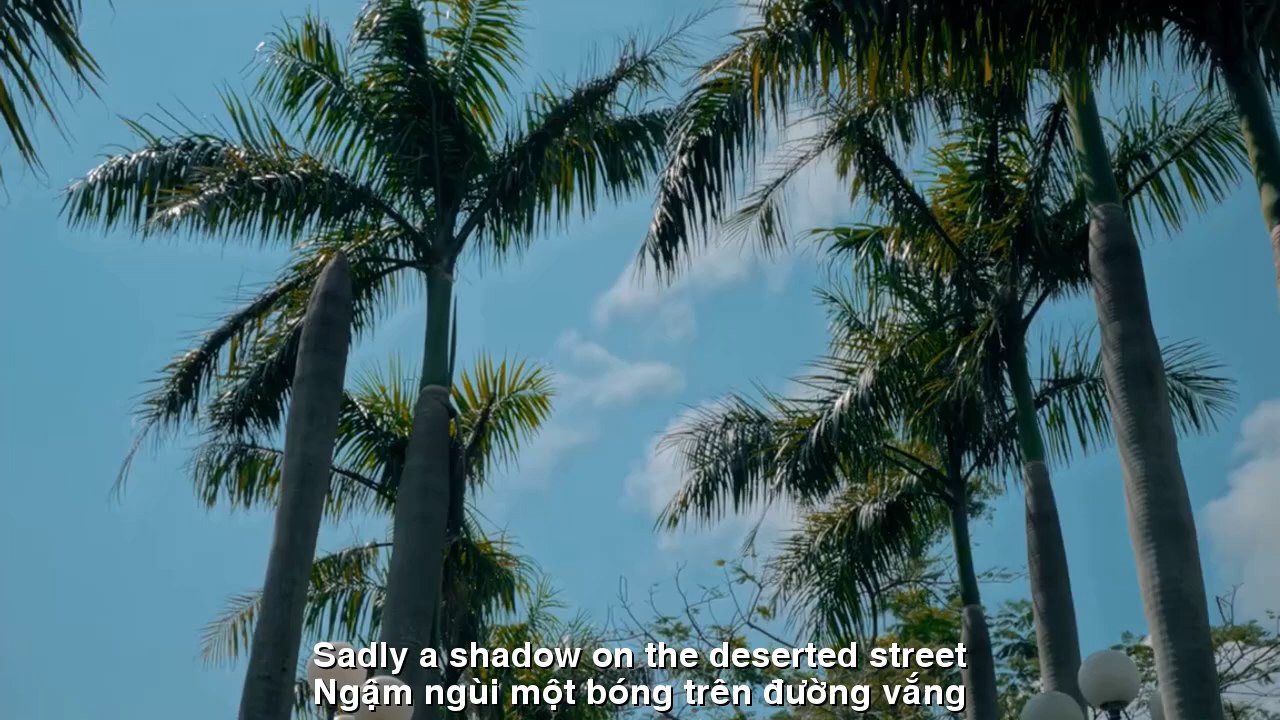 Sadly a shadow on the deserted street
Ngậm ngùi một bóng trên đường vắng